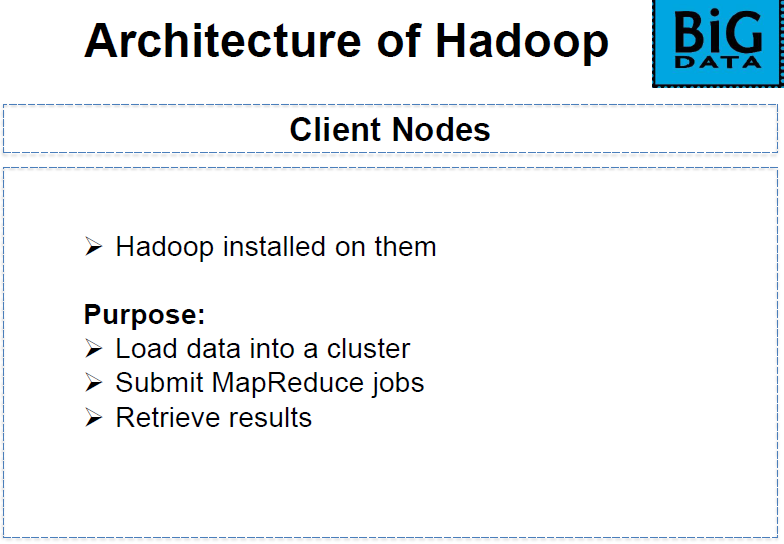 Architecture of Hadoop
BiG
DATA
Client Nodes
➢ Hadoop installed on them
Purpose:
➢ Load data into a cluster
➢ Submit MapReduce jobs
➢ Retrieve results